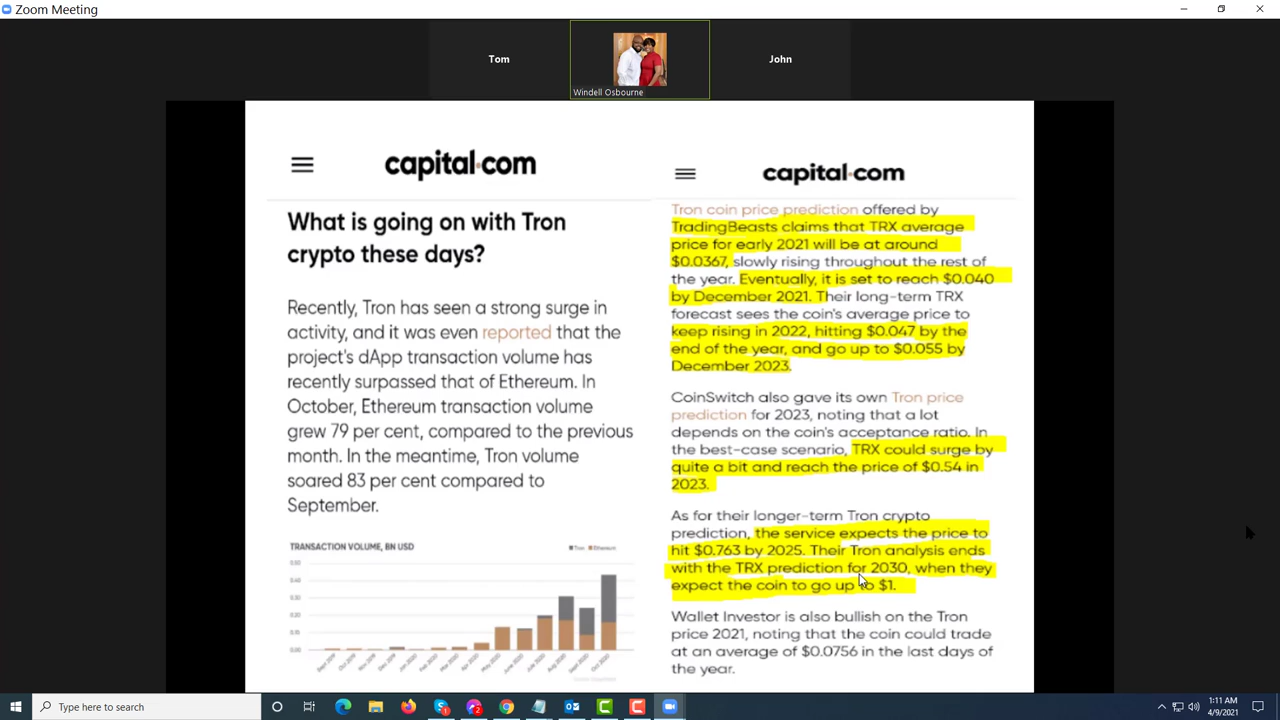 Zoom Meeting
Tom
Windell Osbourne
John
capital.com
What is going on with Tron
crypto these days?
Recently, Tron has seen a strong surge in
activity, and it was even reported that the
project's dApp transaction volume has
recently surpassed that of Ethereum. In
October, Ethereum transaction volume
grew 79 per cent, compared to the previous
month. In the meantime, Tron volume
soared 83 per cent compared to
September.
TRANSACTION VOLUME, BN USD
Tron Ethereum
capital.com
Tron coin price prediction offered by
TradingBeasts claims that TRX average
price for early 2021 will be at around
$0.0367, slowly rising throughout the rest of
the year. Eventually, it is set to reach $0.040
by December 2021. Their long-term TRX
forecast sees the coin's average price to
keep rising in 2022, hitting $0.047 by the
end of the year, and go up to $0.055 by
December 2023.
CoinSwitch also gave its own Tron price
prediction for 2023, noting that a lot
depends on the coin's acceptance ratio. In
the best-case scenario, TRX could surge by
quite a bit and reach the price of $0.54 in
2023.
As for their longer-term Tron crypto
prediction, the service expects the price to
hit $0.763 by 2025. Their Tron analysis ends
with the TRX prediction for 2030, when they
expect the coin to go up to $1.
Wallet Investor is also bullish on the Tron
price 2021, noting that the coin could trade
at an average of $0.0756 in the last days of
the year.
Type here to search
1:11 AM
4/9/2021